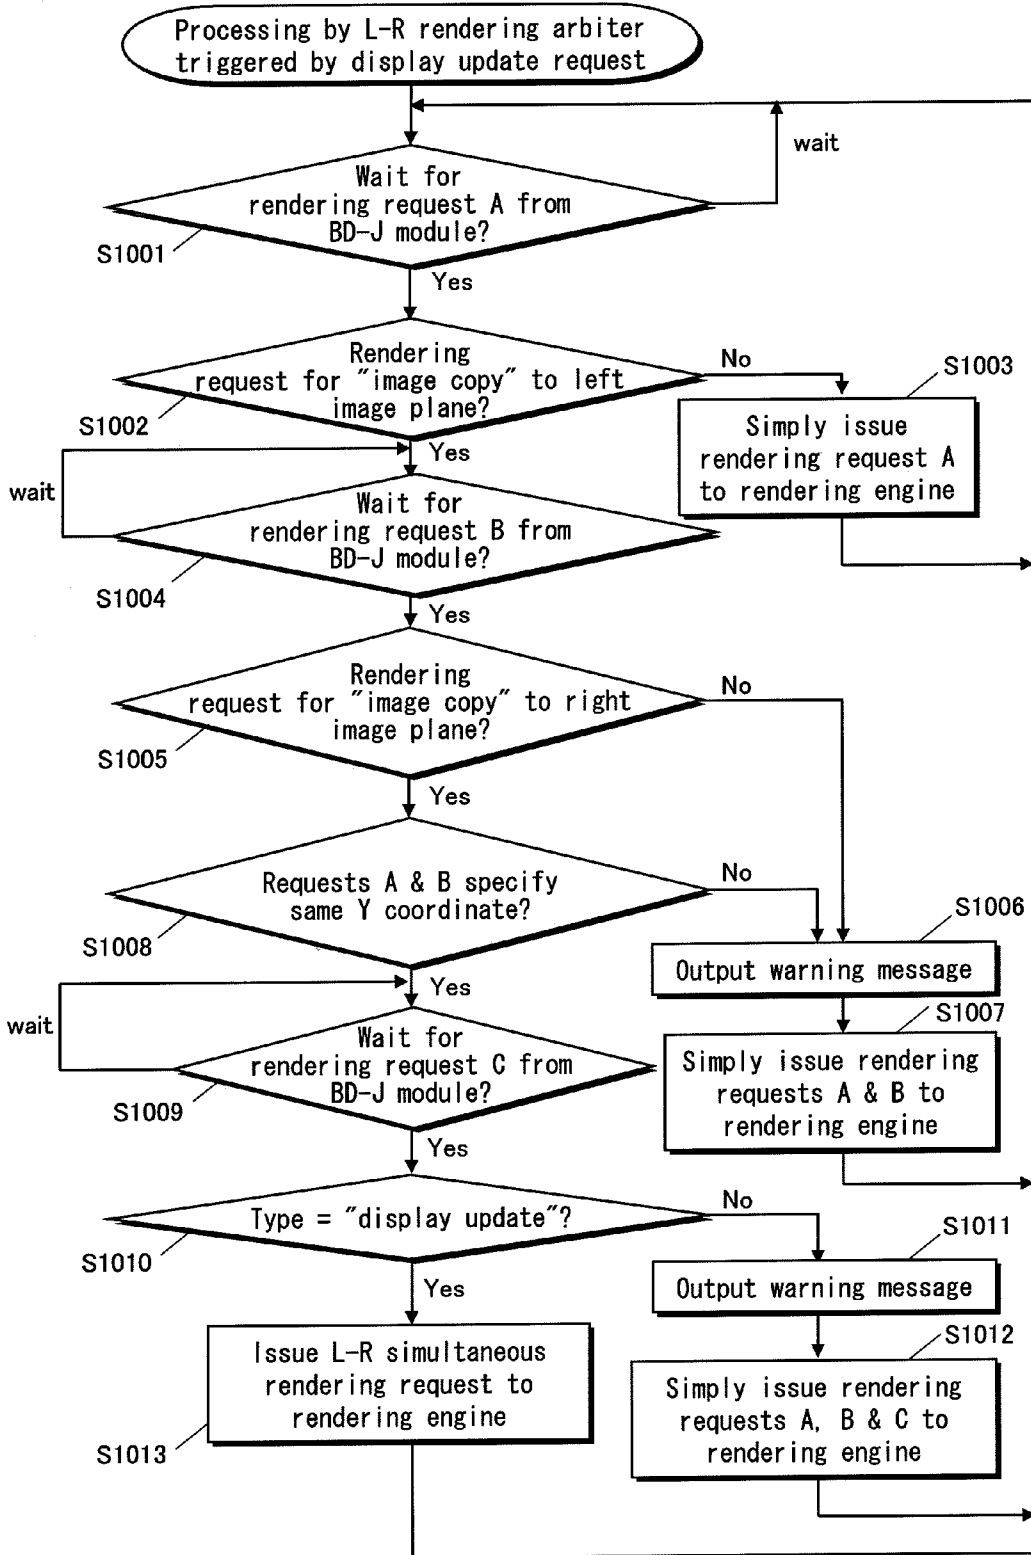 Processing by L-R rendering arbiter
triggered by display update request
wait
Wait for
rendering request A from
BD-J module?
S1001
Yes
Rendering
request for "image copy" to left
image plane?
No
S1003
S1002
Simply issue
rendering request A
to rendering engine
Yes
wait
Wait for
rendering request B from
BD-J module?
S1004
Yes
Rendering
request for "image copy" to right
image plane?
No
S1005
Yes
Requests A & B specify
same Y coordinate?
No
S1008
S1006
Output warning message
Yes
wait
S1007
Wait for
rendering request C from
BD-J module?
Simply issue rendering
requests A & B to
rendering engine
S1009
Yes
Type = "display update"?
No
S1010
S1011
Output warning message
Yes
S1012
Issue L-R simultaneous
rendering request to
rendering engine
Simply issue rendering
requests A, B & C to
rendering engine
S1013